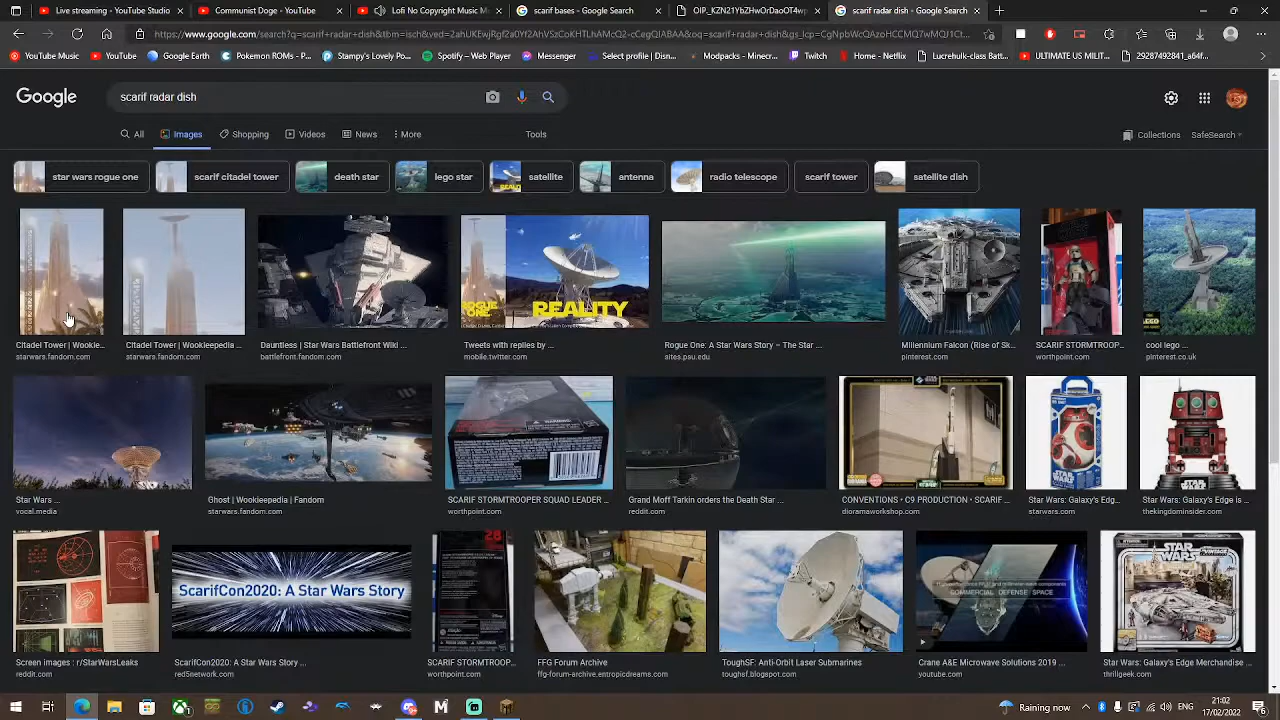 Live streaming - YouTube Studio
Communist Doge - YouTube
Lofi No Copyright Music
scarif bases - Google Search
scarif radar dish - Google Search
YouTube Music
YouTube
Google Earth
Pokemon ROMs - P...
Stampy's Lovely Po...
Spotify – Web Pl...
Messenger
Select profile | Disn...
Modpacks - Min...
Twitch
Home - Netflix
Lucrehulk-class Batt...
ULTIMATE US MILIT...
20287492801_a64f...
Google
scarif radar dish
All
Images
Shopping
Videos
News
More
Tools
Collections
SafeSearch
star wars rogue one
scarif citadel tower
death star
lego star
satellite
antenna
radio telescope
scarif tower
satellite dish
ROGUE ONE
REALITY
Citadel Tower | Wookie...
starwars.fandom.com
Citadel Tower | Wookieepedia ...
starwars.fandom.com
Dauntless | Star Wars Battlefront Wiki ...
battlefront.fandom.com
Tweets with replies by ...
mobile.twitter.com
Rogue One: A Star Wars Story – The Star ...
sites.psu.edu
Millennium Falcon (Rise of Sk...
pinterest.com
SCARIF STORMTROOP...
worthpoint.com
cool lego ...
pinterest.co.uk
Star Wars ...
vocal.media
Ghost | Wookieepedia | Fandom
starwars.fandom.com
SCARIF STORMTROOPER SQUAD LEADER ...
worthpoint.com
Grand Moff Tarkin orders the Death Star ...
reddit.com
CONVENTIONS • C9 PRODUCTION • SCARIF ...
dioramaworkshop.com
Star Wars: Galaxy's Edg...
starwars.com
Star Wars: Galaxy's Edge is ...
thekingdominsider.com
ScarifCon2020: A Star Wars Story
28
COMMERCIAL DEFENSE SPACE
STAR WARS
Screen images : r/StarWarsLeaks
reddit.com
ScarifCon2020: A Star Wars Story ...
red5network.com
SCARIF STORMTROOP...
worthpoint.com
FFG Forum Archive
ffg-forum-archive.entropicdreams.com
ToughSF: Anti-Orbit Laser Submarines
toughsf.blogspot.com
Crane A&E Microwave Solutions 2019 ...
youtube.com
Star Wars: Galaxy's Edge Merchandise ...
thrillgeek.com
Raining now
21:02
17/02/2022